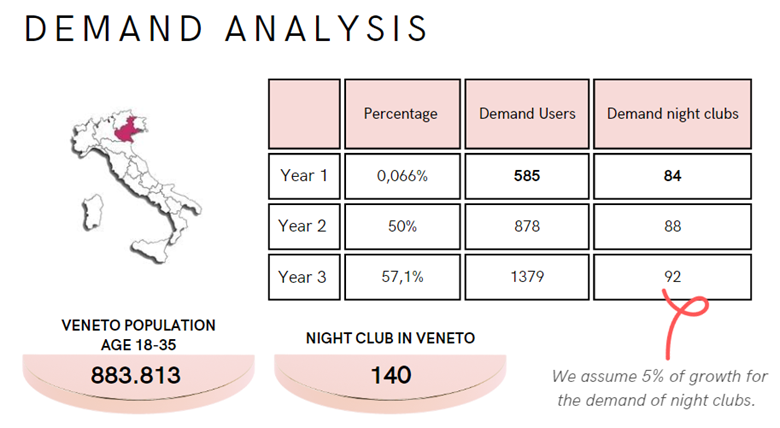 DEMAND ANALYSIS
Percentage Demand Users Demand night clubs
Year 1 0,066% 585 84
Year 2 50% 878 88
Year 3 57,1% 1379 92
VENETO POPULATION
AGE 18-35
883.813
NIGHT CLUB IN VENETO
140
We assume 5% of growth for
the demand of night clubs.